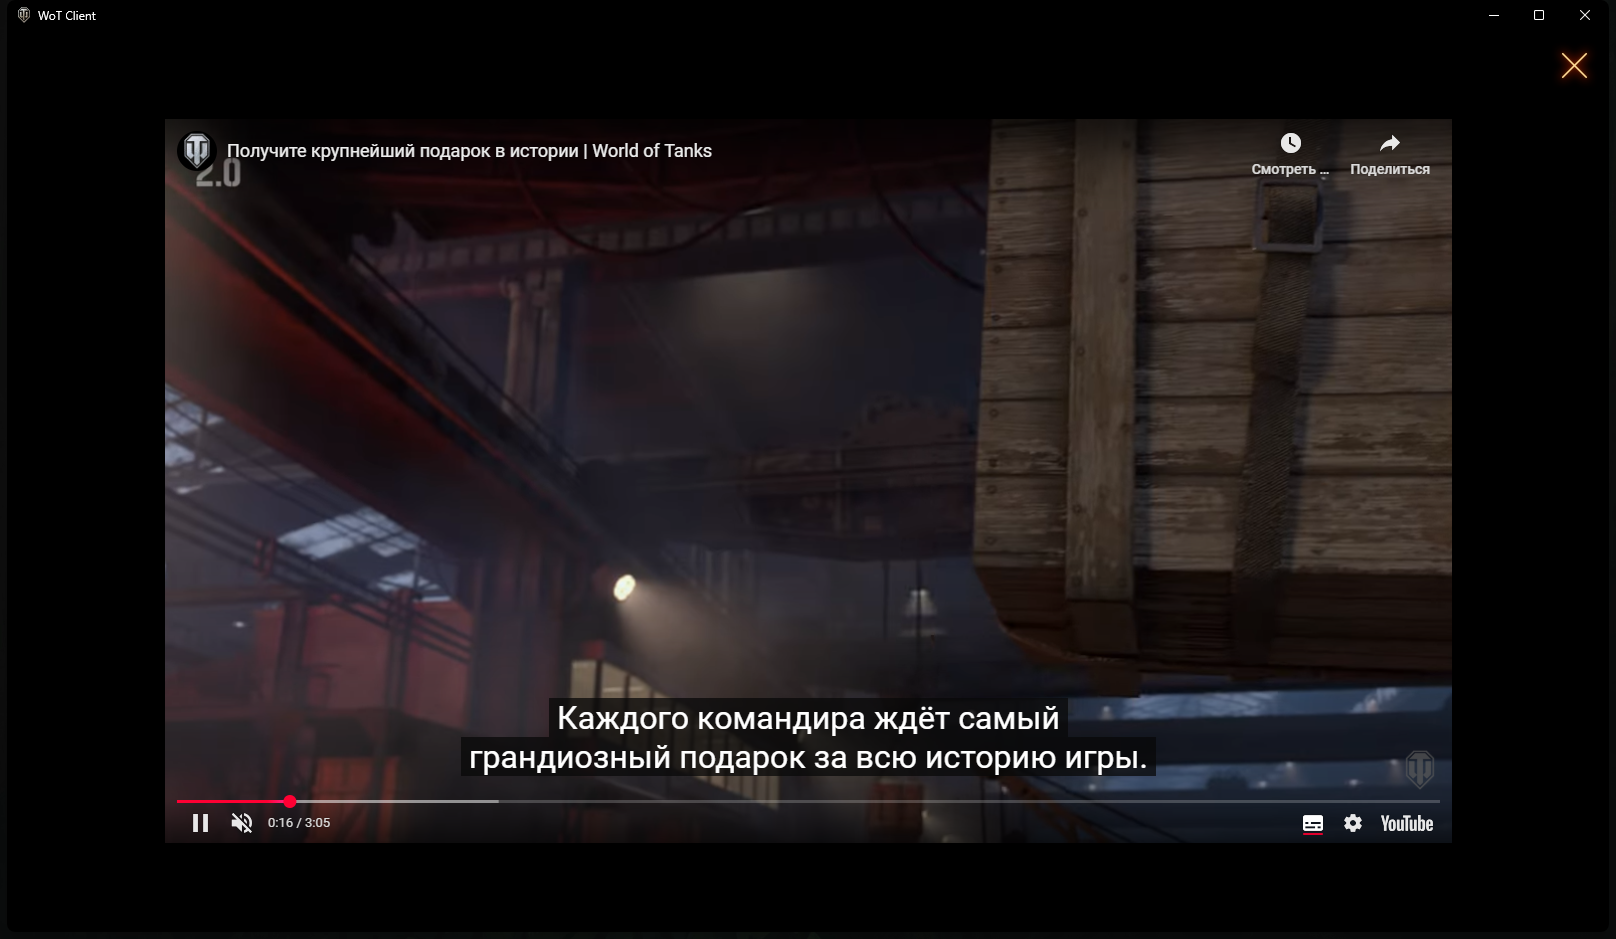 WoT Client
Получите крупнейший подарок в истории | World of Tanks
2.0
Смотреть ...
Поделиться
Каждого командира ждёт самый
грандиозный подарок за всю историю игры.
0:16 / 3:05
YouTube